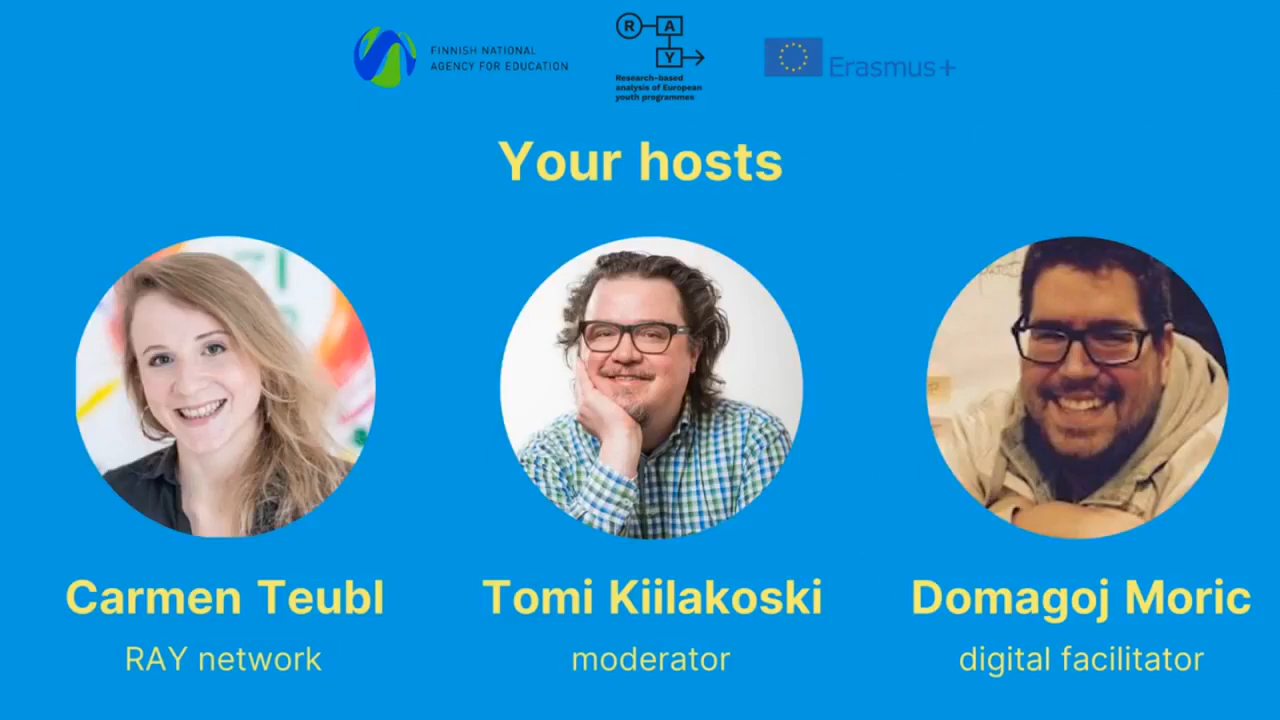 FINNISH NATIONAL
AGENCY FOR EDUCATION
R A
Y
Research-based
analysis of European
youth programmes
Erasmus+
Your hosts
Carmen Teubl
Tomi Kiilakoski
Domagoj Moric
RAY network
moderator
digital facilitator